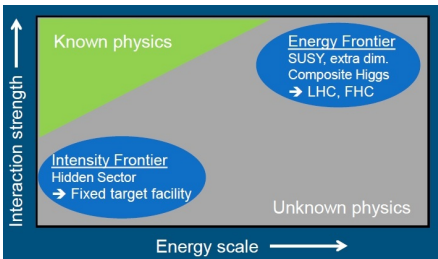 Known physics
Energy Frontier
SUSY, extra dim.
Composite Higgs
➔ LHC, FHC
Interaction strength
Intensity Frontier
Hidden Sector
➔ Fixed target facility
Unknown physics
Energy scale